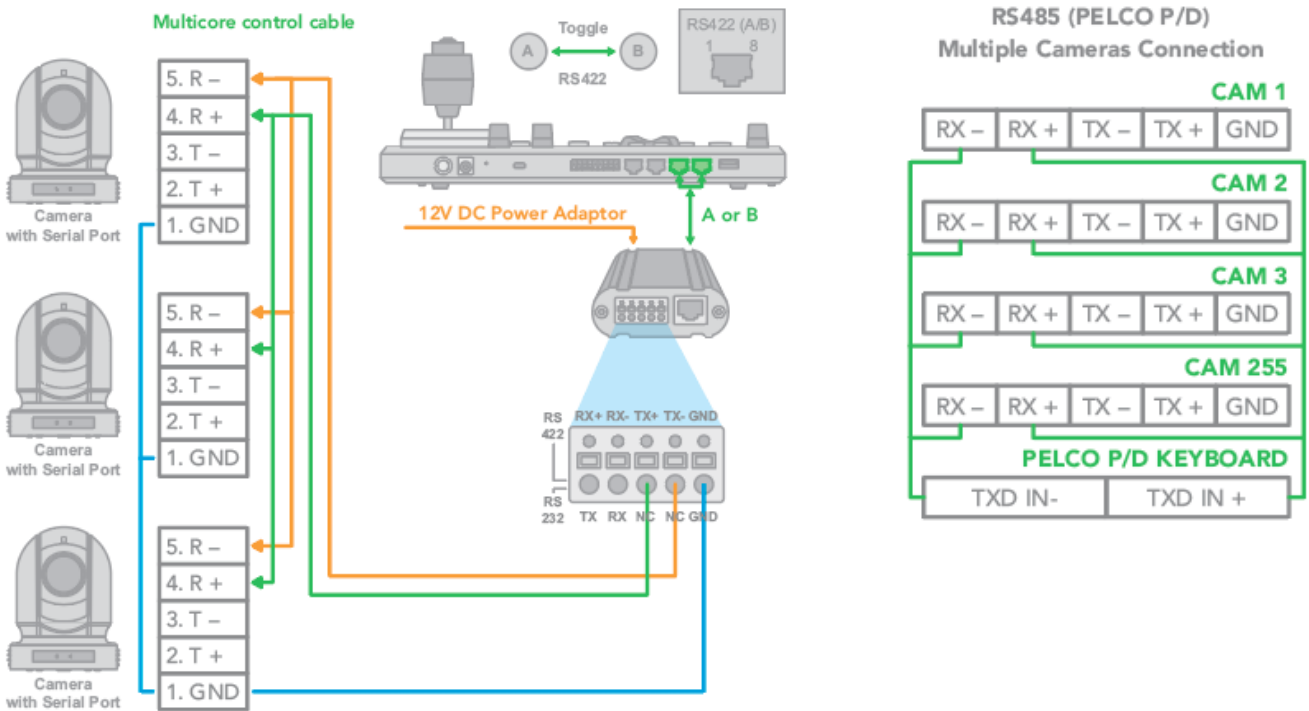 Multicore control cable
5. R –
4. R +
3. T –
2. T +
1. GND
Camera
with Serial Port
5. R –
4. R +
3. T –
2. T +
1. GND
Camera
with Serial Port
5. R –
4. R +
3. T –
2. T +
1. GND
Camera
with Serial Port
Toggle
A
B
RS422
RS422 (A/B)
1 8
12V DC Power Adaptor
A or B
RS
422
RX+ RX- TX+ TX- GND
RS
232
TX RX NC NC GND
RS485 (PELCO P/D)
Multiple Cameras Connection
CAM 1
RX – RX + TX – TX + GND
CAM 2
RX – RX + TX – TX + GND
CAM 3
RX – RX + TX – TX + GND
CAM 255
RX – RX + TX – TX + GND
PELCO P/D KEYBOARD
TXD IN- TXD IN +